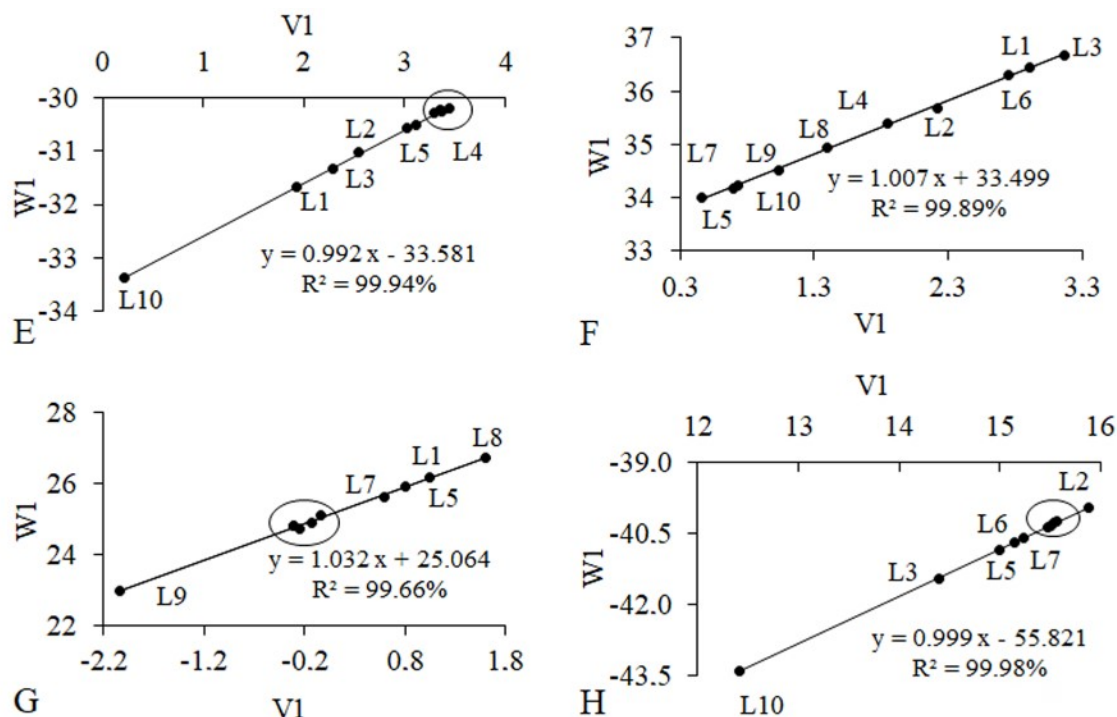 V1
0 1 2 3 4
-30
-31
-32
-33
-34
W1
L2
L5 L4
L3
L1
y = 0.992 x - 33.581
R² = 99.94%
L10
E
37
36
35
34
33
W1
L1 L3
L4
L6
L8
L2
L7
L9
y = 1.007 x + 33.499
L10
R² = 99.89%
L5
0.3 1.3 2.3 3.3
V1
F
28
26
24
22
W1
L8
L1
L7
L5
y = 1.032 x + 25.064
R² = 99.66%
L9
-2.2 -1.2 -0.2 0.8 1.8
V1
G
V1
12 13 14 15 16
-39.0
-40.5
-42.0
-43.5
W1
L2
L6
L7
L5
L3
y = 0.999 x - 55.821
R² = 99.98%
L10
H